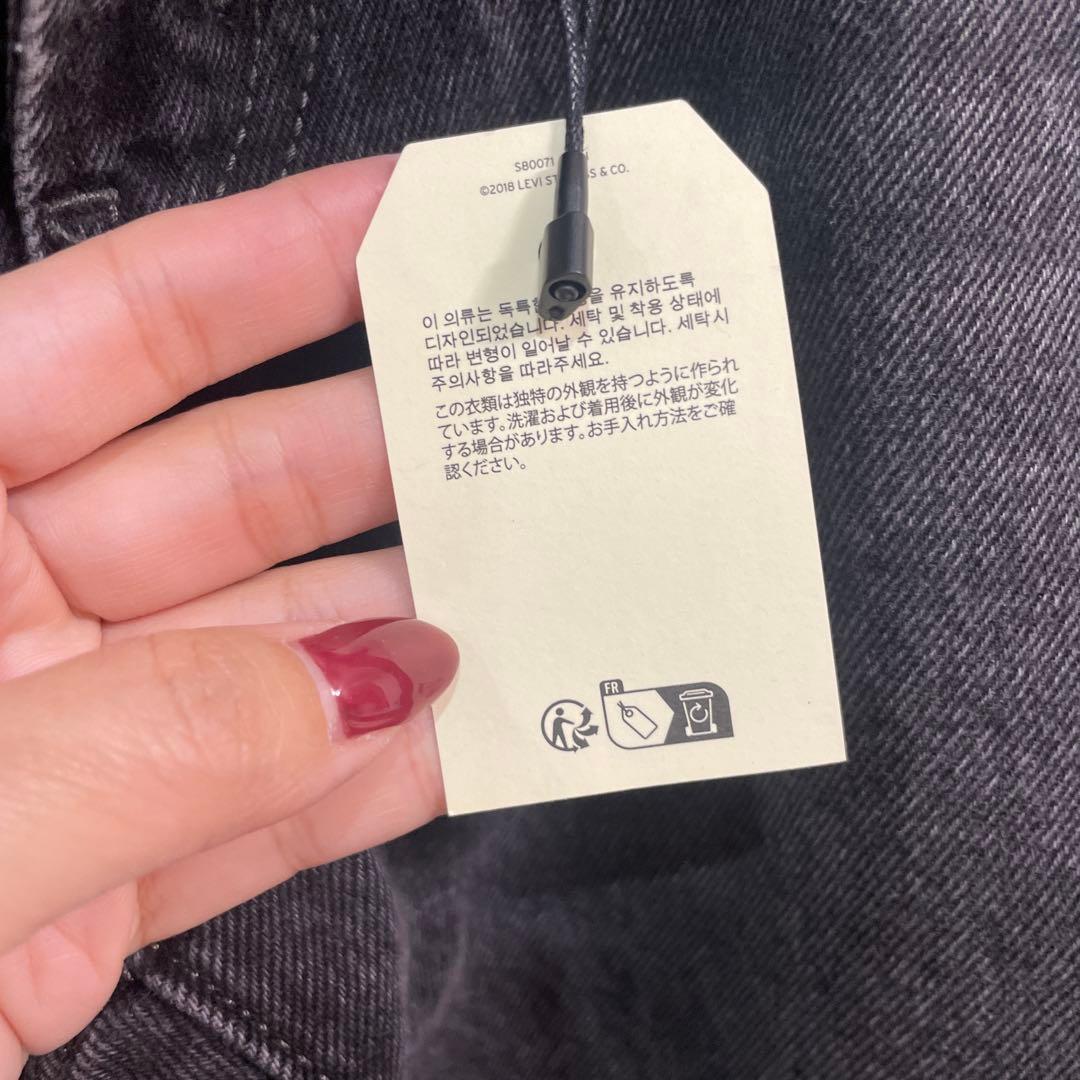 SB0071
©2018 LEVI & CO.
이 의류는 유지하도록
디자인되었습니다. 세탁 및 착용 상태에
따라 변형이 일어날 수 있습니다. 세탁시
주의사항을 따라주세요.
この衣類は独特の外観を持つように作られ
ています。洗濯および着用後に外観が変化
する場合があります。お手入れ方法をご確
認ください。
FR